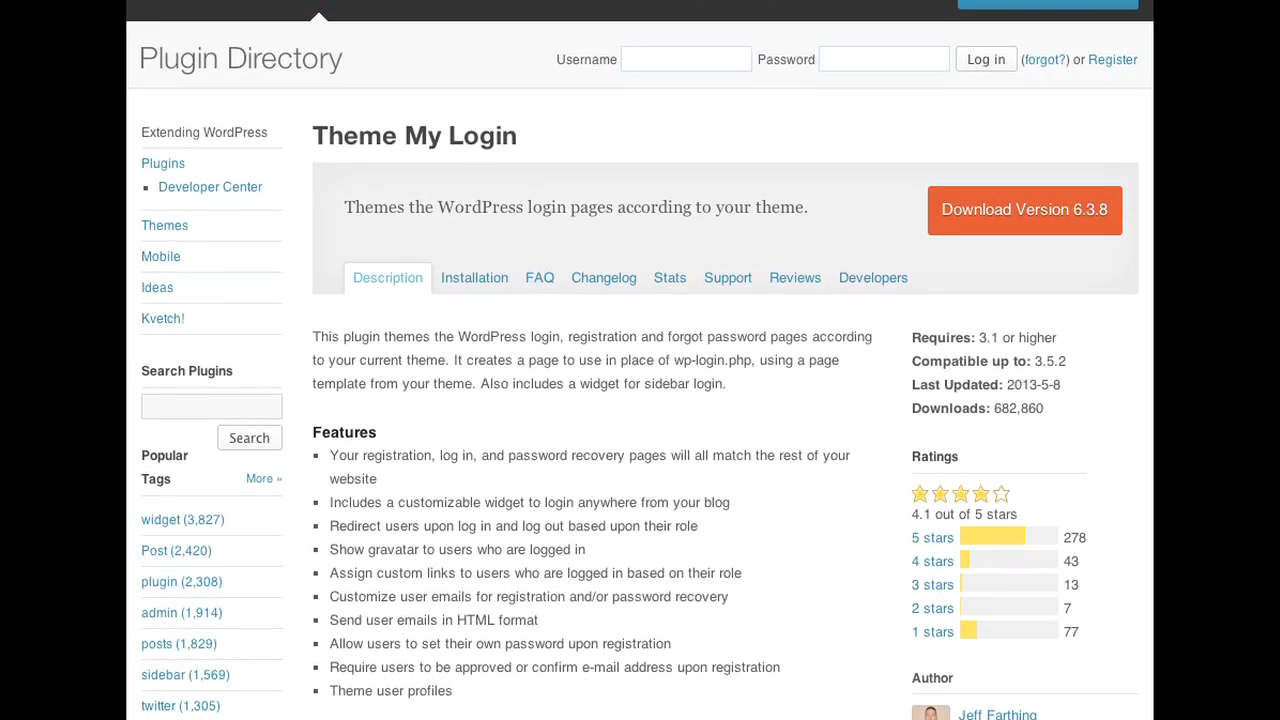 Plugin Directory
Username
Password
Log in
(forgot?) or Register
Extending WordPress
Plugins
Developer Center
Themes
Mobile
Ideas
Kvetch!
Search Plugins
Search
Popular
Tags
More »
widget (3,827)
Post (2,420)
plugin (2,308)
admin (1,914)
posts (1,829)
sidebar (1,569)
twitter (1,305)
Theme My Login
Themes the WordPress login pages according to your theme.
Download Version 6.3.8
Description Installation FAQ Changelog Stats Support Reviews Developers
This plugin themes the WordPress login, registration and forgot password pages according
to your current theme. It creates a page to use in place of wp-login.php, using a page
template from your theme. Also includes a widget for sidebar login.
Features
Your registration, log in, and password recovery pages will all match the rest of your
website
Includes a customizable widget to login anywhere from your blog
Redirect users upon log in and log out based upon their role
Show gravatar to users who are logged in
Assign custom links to users who are logged in based on their role
Customize user emails for registration and/or password recovery
Send user emails in HTML format
Allow users to set their own password upon registration
Require users to be approved or confirm e-mail address upon registration
Theme user profiles
Requires: 3.1 or higher
Compatible up to: 3.5.2
Last Updated: 2013-5-8
Downloads: 682,860
Ratings
4.1 out of 5 stars
5 stars 278
4 stars 43
3 stars 13
2 stars 7
1 stars 77
Author
Jeff Farthing